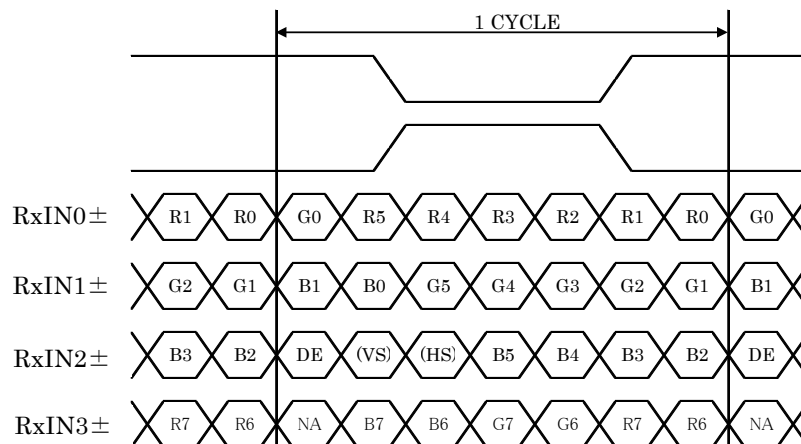 1 CYCLE
RxIN0± R1 R0 G0 R5 R4 R3 R2 R1 R0 G0
RxIN1± G2 G1 B1 B0 G5 G4 G3 G2 G1 B1
RxIN2± B3 B2 DE (VS) (HS) B5 B4 B3 B2 DE
RxIN3± R7 R6 NA B7 B6 G7 G6 R7 R6 NA